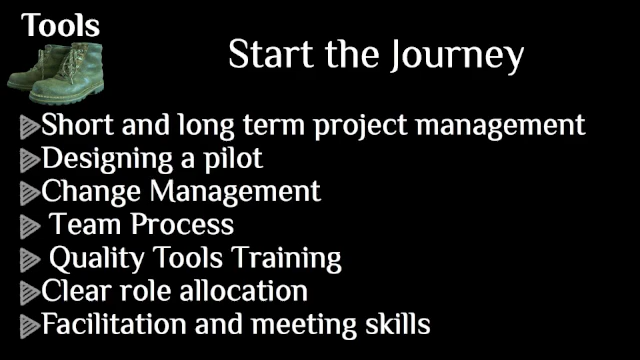 Tools
Start the Journey
Short and long term project management
Designing a pilot
Change Management
Team Process
Quality Tools Training
Clear role allocation
Facilitation and meeting skills